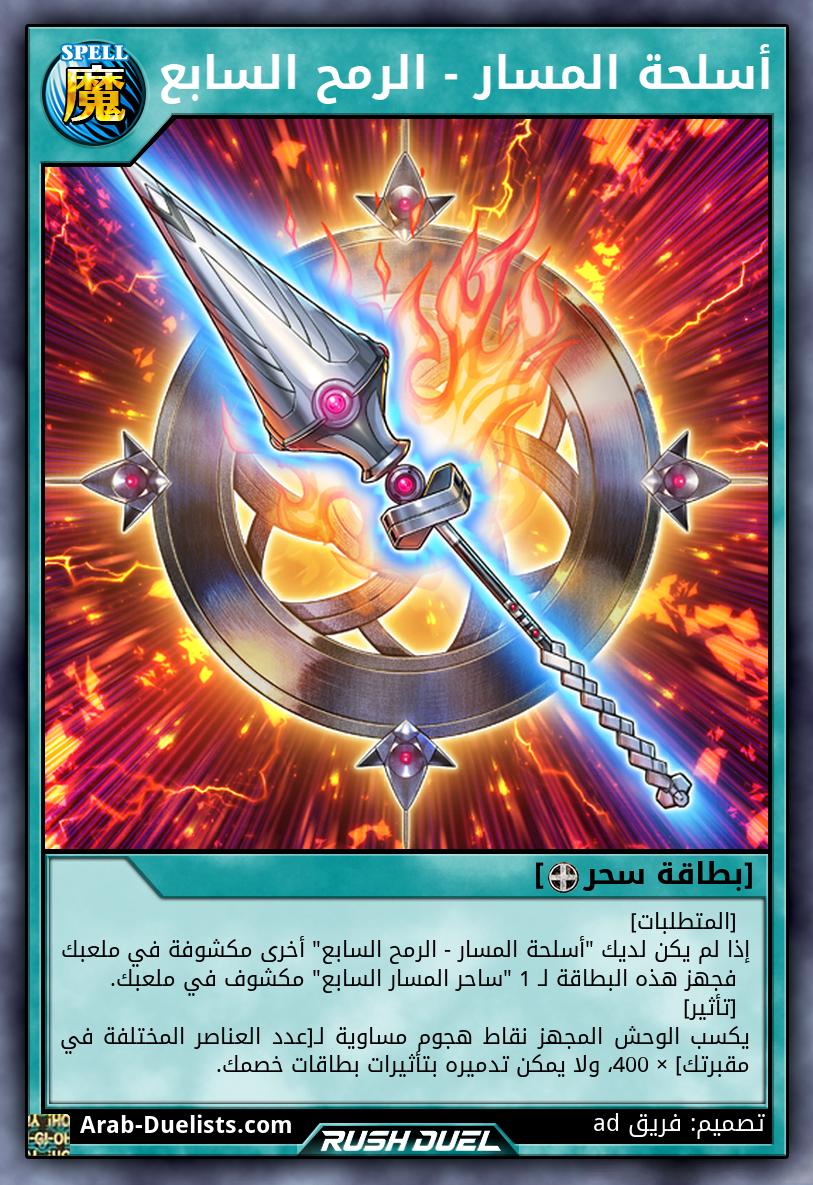 SPELL
魔
أسلحة المسار - الرمح السابع
[بطاقة سحر]
[المتطلبات]
إذا لم يكن لديك "أسلحة المسار - الرمح السابع" أخرى مكشوفة في ملعبك
فجهز هذه البطاقة لـ 1 "ساحر المسار السابع" مكشوف في ملعبك.
[تأثير]
يكسب الوحش المجهز نقاط هجوم مساوية لـ[عدد العناصر المختلفة في
مقبرتك] × 400، ولا يمكن تدميره بتأثيرات بطاقات خصمك.
Arab-Duelists.com
RUSH DUEL
تصميم: فريق ad